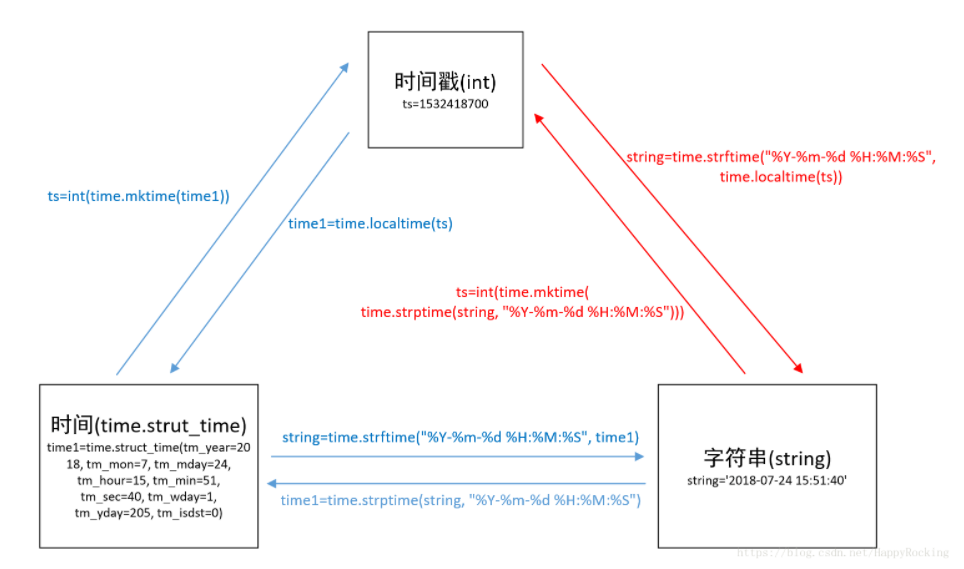 时间戳(int)
ts=1532418700
string=time.strftime("%Y-%m-%d %H:%M:%S",
time.localtime(ts))
ts=int(time.mktime(time1))
time1=time.localtime(ts)
ts=int(time.mktime(
time.strptime(string, "%Y-%m-%d %H:%M:%S")))
时间(time.strut_time)
time1=time.struct_time(tm_year=20
18, tm_mon=7, tm_mday=24,
tm_hour=15, tm_min=51,
tm_sec=40, tm_wday=1,
tm_yday=205, tm_isdst=0)
string=time.strftime("%Y-%m-%d %H:%M:%S", time1)
time1=time.strptime(string, "%Y-%m-%d %H:%M:%S")
字符串(string)
string='2018-07-24 15:51:40'
https://blog.csdn.net/HappyRocking